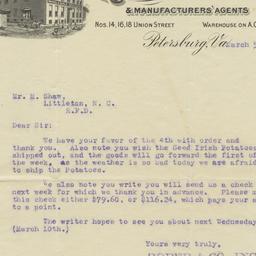 & MANUFACTURERS' AGENTS
Nos. 14, 16, 18 UNION STREET WAREHOUSE ON A. C
Petersburg, Va. March 5
Mr. M. Shaw,
Littleton, N. C.
R.F.D.
Dear Sir:
We have your favor of the 4th with order and
thank you. Also note you wish the Seed Irish Potatoes
shipped out, and the goods will go forward the first of
the week, as the weather is so bad today we are afraid
to ship the Potatoes.
We also note you write you will send us a check
next week for which we thank you in advance. Please
this check either $79.60, or $116.24, which pays your
to a point.
The writer hopes to see you about next Wednesday
(March 10th.)
Yours very truly,